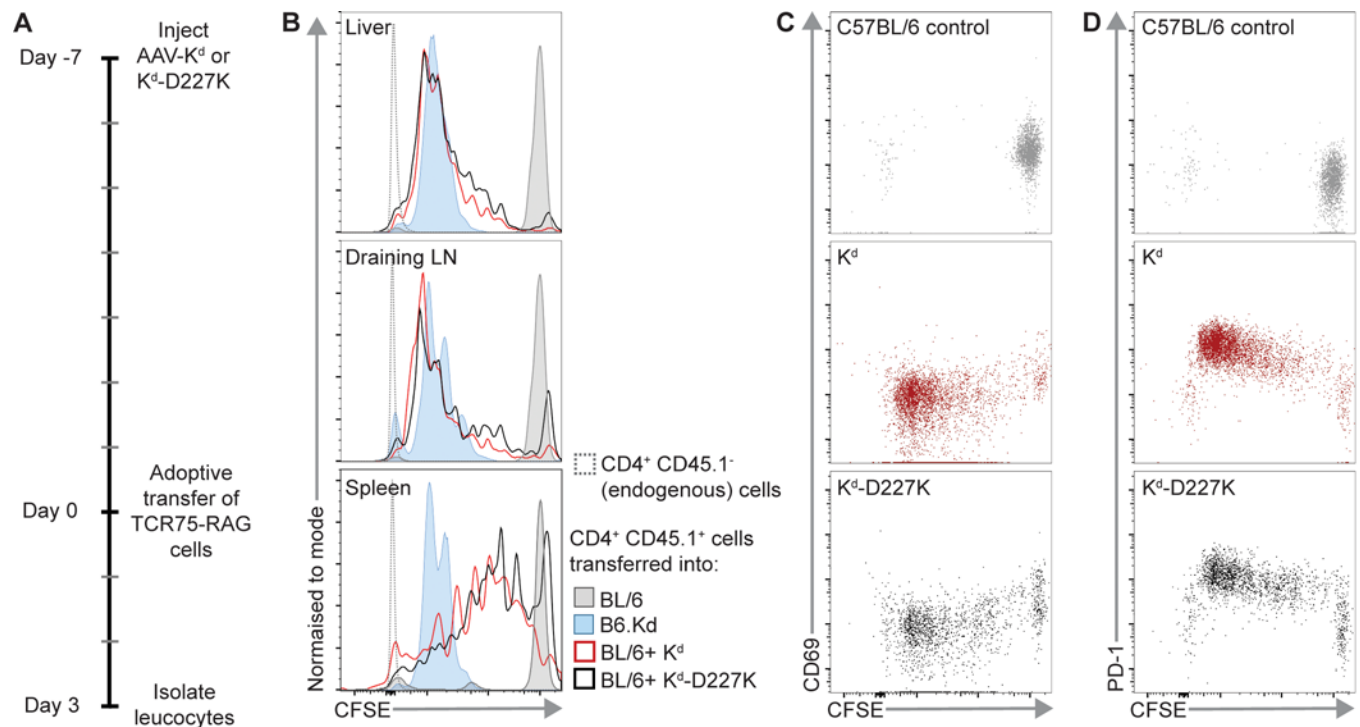 A
Inject
AAV-Kᵈ or
Kᵈ-D227K
Day -7
Day 0
Adoptive
transfer of
TCR75-RAG
cells
Day 3
Isolate
leucocytes
B
Normaised to mode
Liver
Draining LN
Spleen
CFSE
CD4⁺ CD45.1⁻
(endogenous) cells
CD4⁺ CD45.1⁺ cells
transferred into:
BL/6
B6.Kd
BL/6+ Kᵈ
BL/6+ Kᵈ-D227K
C
C57BL/6 control
Kᵈ
Kᵈ-D227K
CD69
CFSE
D
C57BL/6 control
Kᵈ
Kᵈ-D227K
PD-1
CFSE